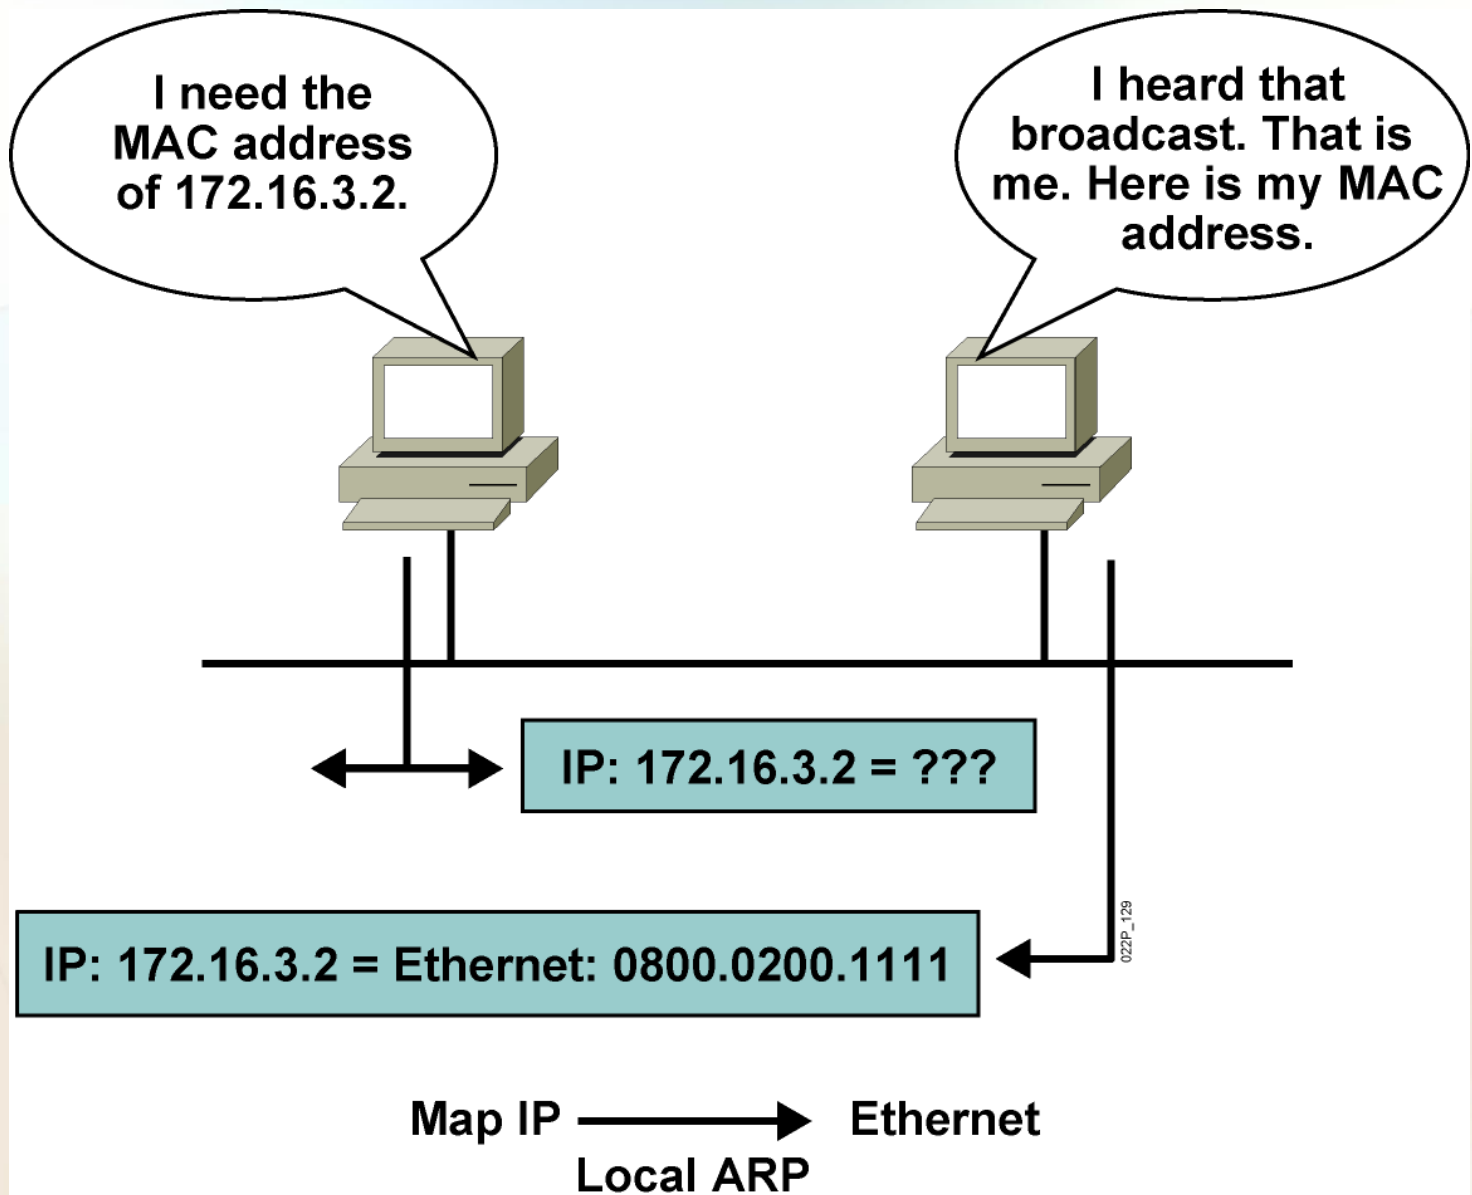 I need the
MAC address
of 172.16.3.2.
I heard that
broadcast. That is
me. Here is my MAC
address.
IP: 172.16.3.2 = ???
IP: 172.16.3.2 = Ethernet: 0800.0200.1111
022P_129
Map IP Ethernet
Local ARP